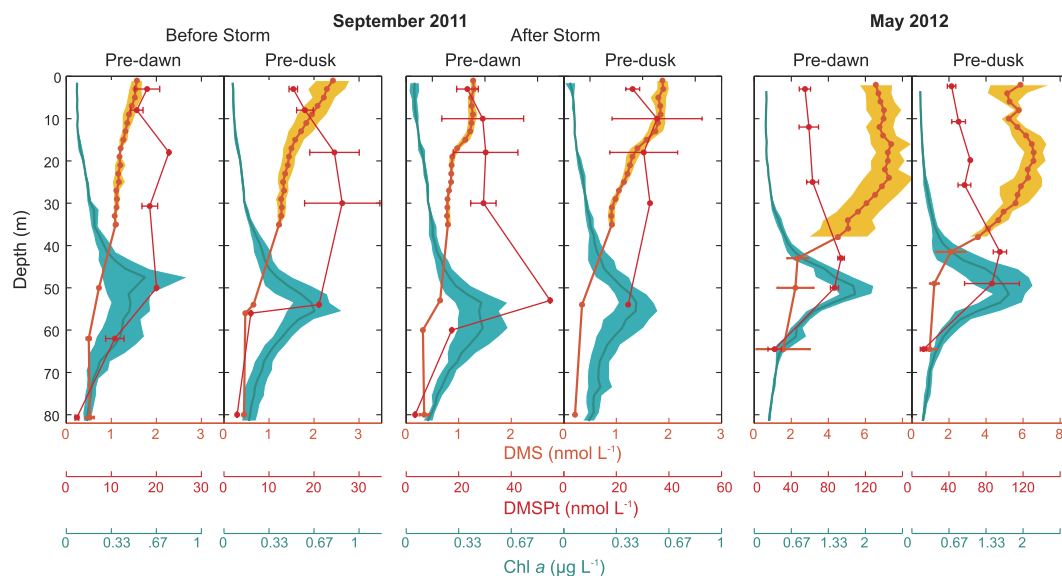 September 2011
May 2012
Before Storm
After Storm
Pre-dawn
Pre-dusk
Pre-dawn
Pre-dusk
Pre-dawn
Pre-dusk
Depth (m)
0
10
20
30
40
50
60
70
80
0 1 2 3 0 1 2 3 0 1 2 0 1 2 3 0 2 4 6 8 0 2 4 6 8
DMS (nmol L⁻¹)
0 10 20 30 0 10 20 30 0 20 40 0 20 40 60 0 40 80 120 0 40 80 120
DMSPt (nmol L⁻¹)
0 0.33 .67 1 0.33 0.67 1 0 0.33 0.67 0 0.33 0.67 1 0 0.67 1.33 2 0.67 1.33 2
Chl a (µg L⁻¹)